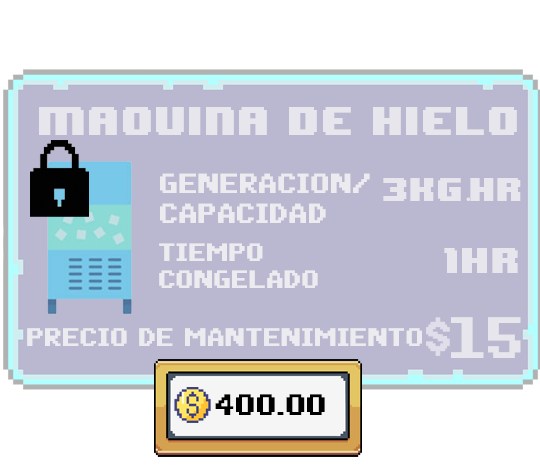 MAQUINA DE HIELO
GENERACION/ 3KG.HR
CAPACIDAD
TIEMPO 1HR
CONGELADO
PRECIO DE MANTENIMIENTO $15
$ 400.00